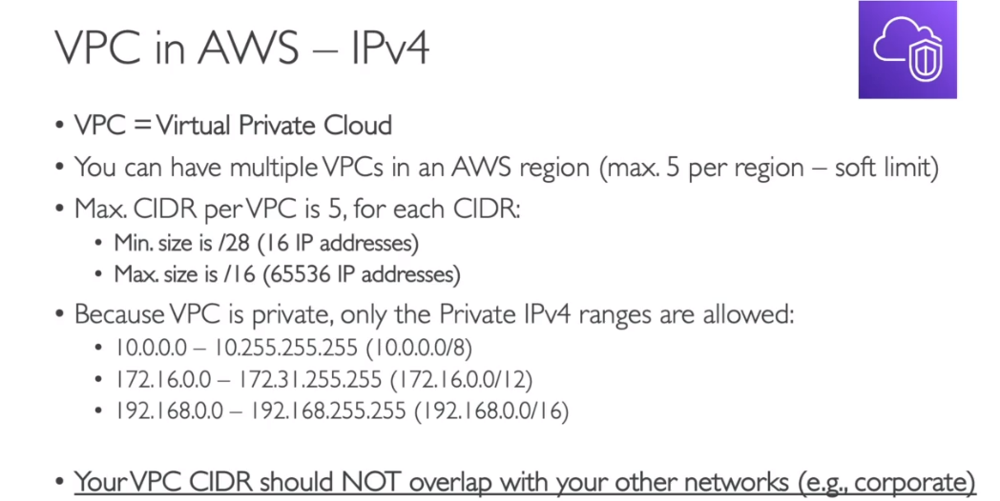 VPC in AWS – IPv4
• VPC = Virtual Private Cloud
• You can have multiple VPCs in an AWS region (max. 5 per region – soft limit)
• Max. CIDR per VPC is 5, for each CIDR:
• Min. size is /28 (16 IP addresses)
• Max. size is /16 (65536 IP addresses)
• Because VPC is private, only the Private IPv4 ranges are allowed:
• 10.0.0.0 – 10.255.255.255 (10.0.0.0/8)
• 172.16.0.0 – 172.31.255.255 (172.16.0.0/12)
• 192.168.0.0 – 192.168.255.255 (192.168.0.0/16)
• Your VPC CIDR should NOT overlap with your other networks (e.g., corporate)